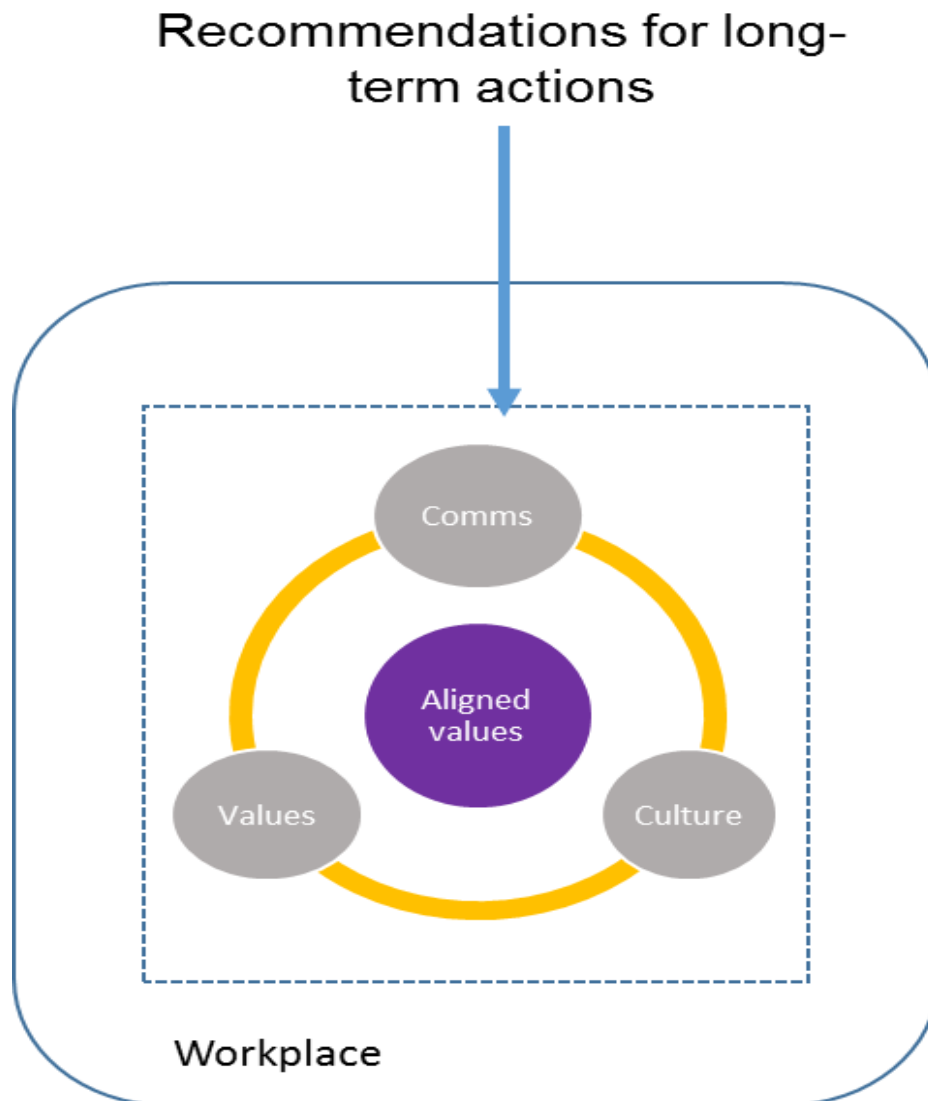 Recommendations for long-
term actions
Comms
Aligned
values
Values
Culture
Workplace